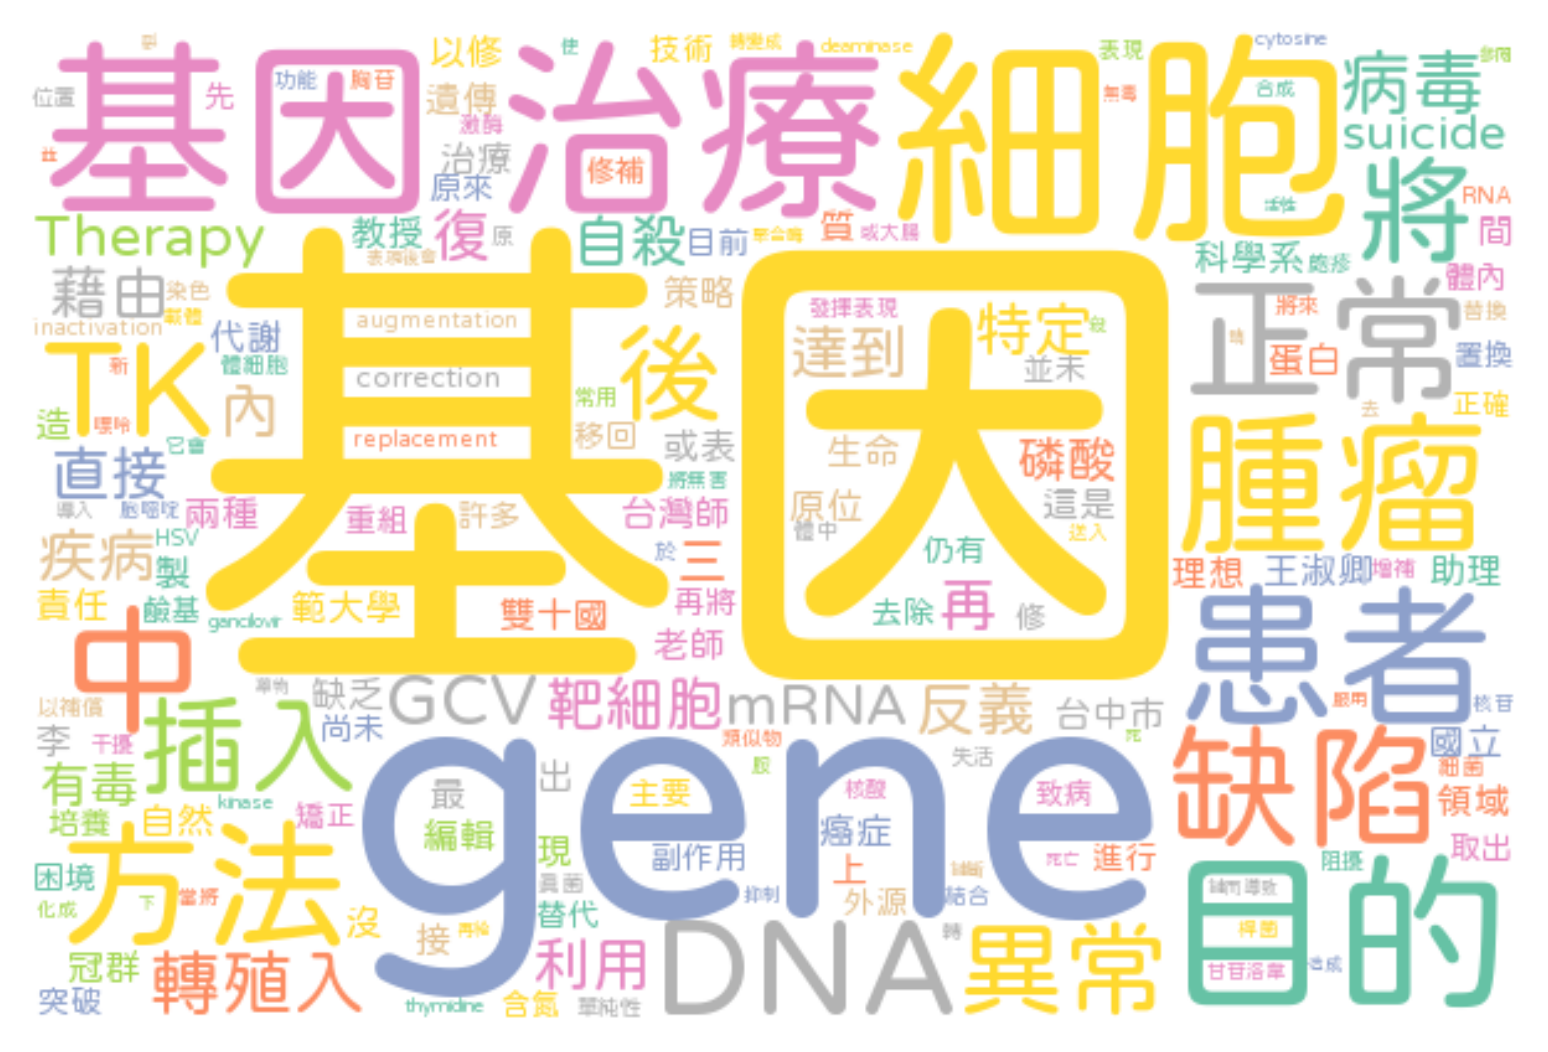 基因治療
細胞
病毒
suicide
將
RNA
間
以修
使
技術
轉變成
deaminase
表現
cytosine
位置
先
功能
胸苷
遺傳
激酶
治療
原來
修補
無毒
合成
活性
Therapy
教授
復
原
自殺
目前
質
或大腸
科學系
皰疹
體內
藉由
染色
載體
inactivation
代謝
TK
新
體細胞
內
造
嘌呤
它會
直接
導入
胞嘧啶
兩種
基因
策略
augmentation
correction
replacement
後
常用
移回
或表
將無害
台灣師
重組
許多
於
三
發揮表現
達到
特定
並未
生命
磷酸
原位
這是
體中
送入
仍有
去除
再
修
正常
將來
蛋白
替換
置換
去
正確
腫瘤
疾病
HSV
製
責任
鹼基
gancilovir
範大學
雙十國
再將
老師
理想
王淑卿
增補
助理
中
患者
服用
核苷
以補償
李
干擾
插入
缺乏
尚未
GCV
靶細胞
mRNA
反義
台中市
類似物
失活
死
股
缺陷
國立
細菌
領域
取出
有毒
培養
自然
kinase
矯正
gene
最
編輯
出
現
主要
核酸
癌症
致病
副作用
上
死亡
進行
抑制
外源
結合
困境
化成
方法
下
當將
沒
接
真菌
替代
阻擾
目的
桿菌
甘苷洛韋
造成
冠群
突破
轉殖入
thymidine
含氮
利用
單純性
DNA
轉
異常